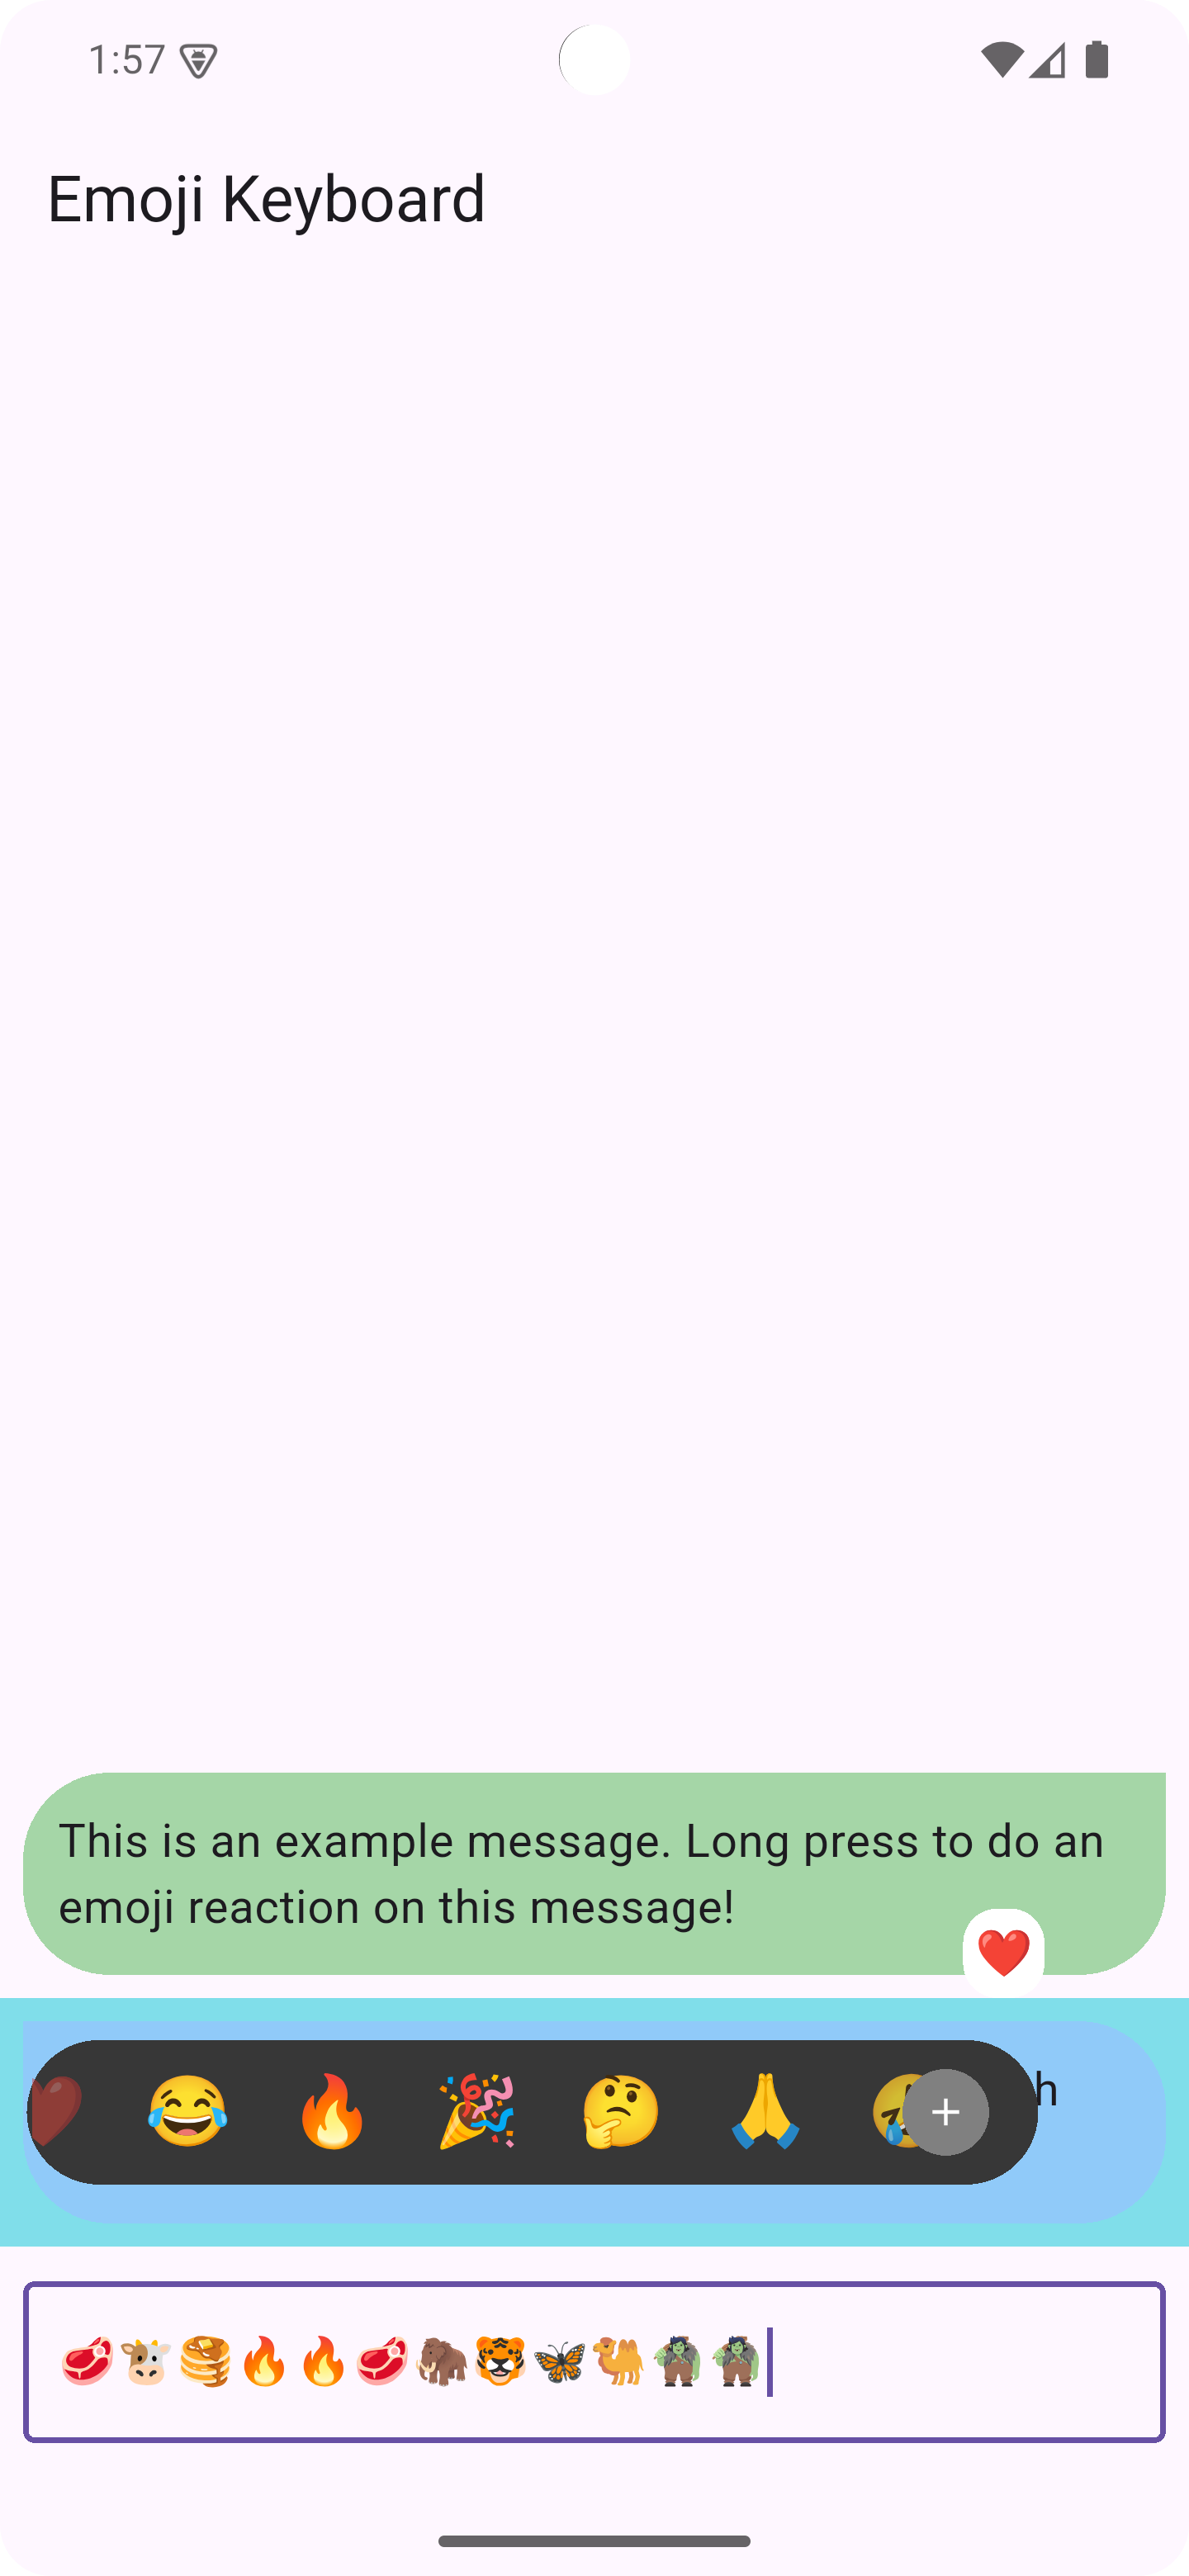 1:57
Emoji Keyboard
This is an example message. Long press to do an
emoji reaction on this message!
❤️
h
😂🔥🎉🤔🙏🤣+
🥩🐮🥞🔥🔥🥩🦣🐯🦋🐫🧌🧌